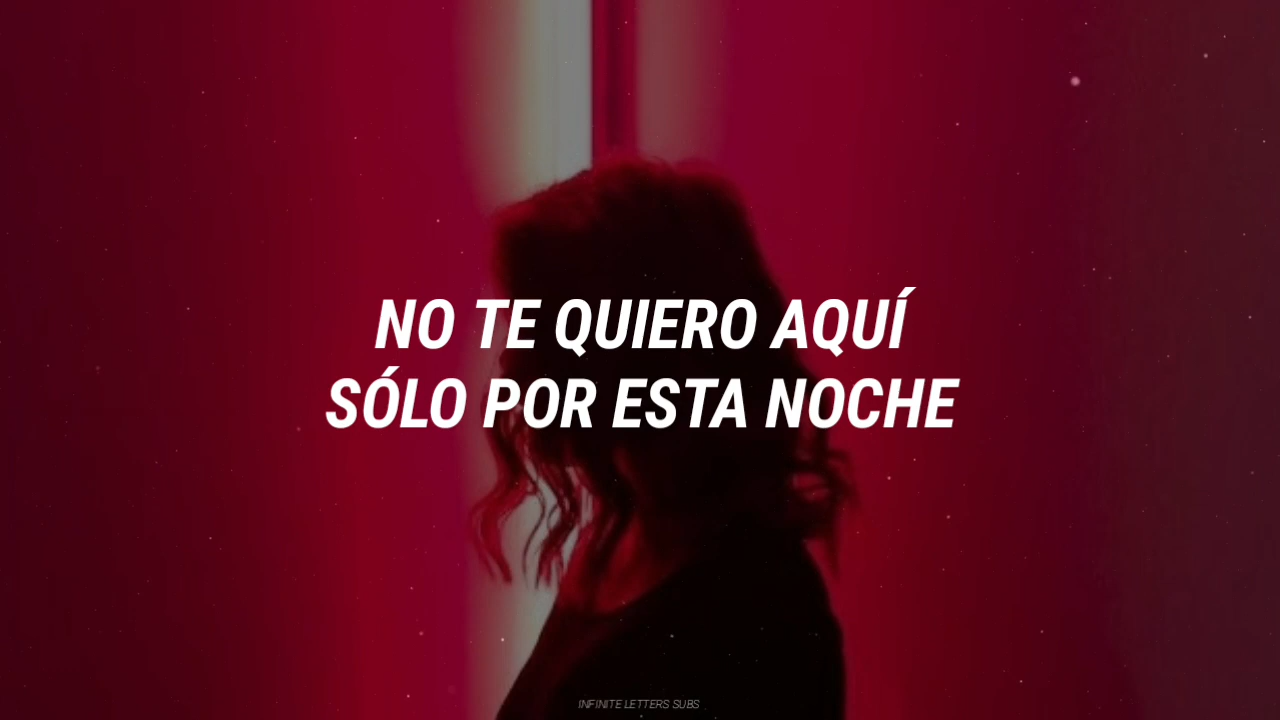 NO TE QUIERO AQUÍ
SÓLO POR ESTA NOCHE
INFINITE LETTERS SUBS